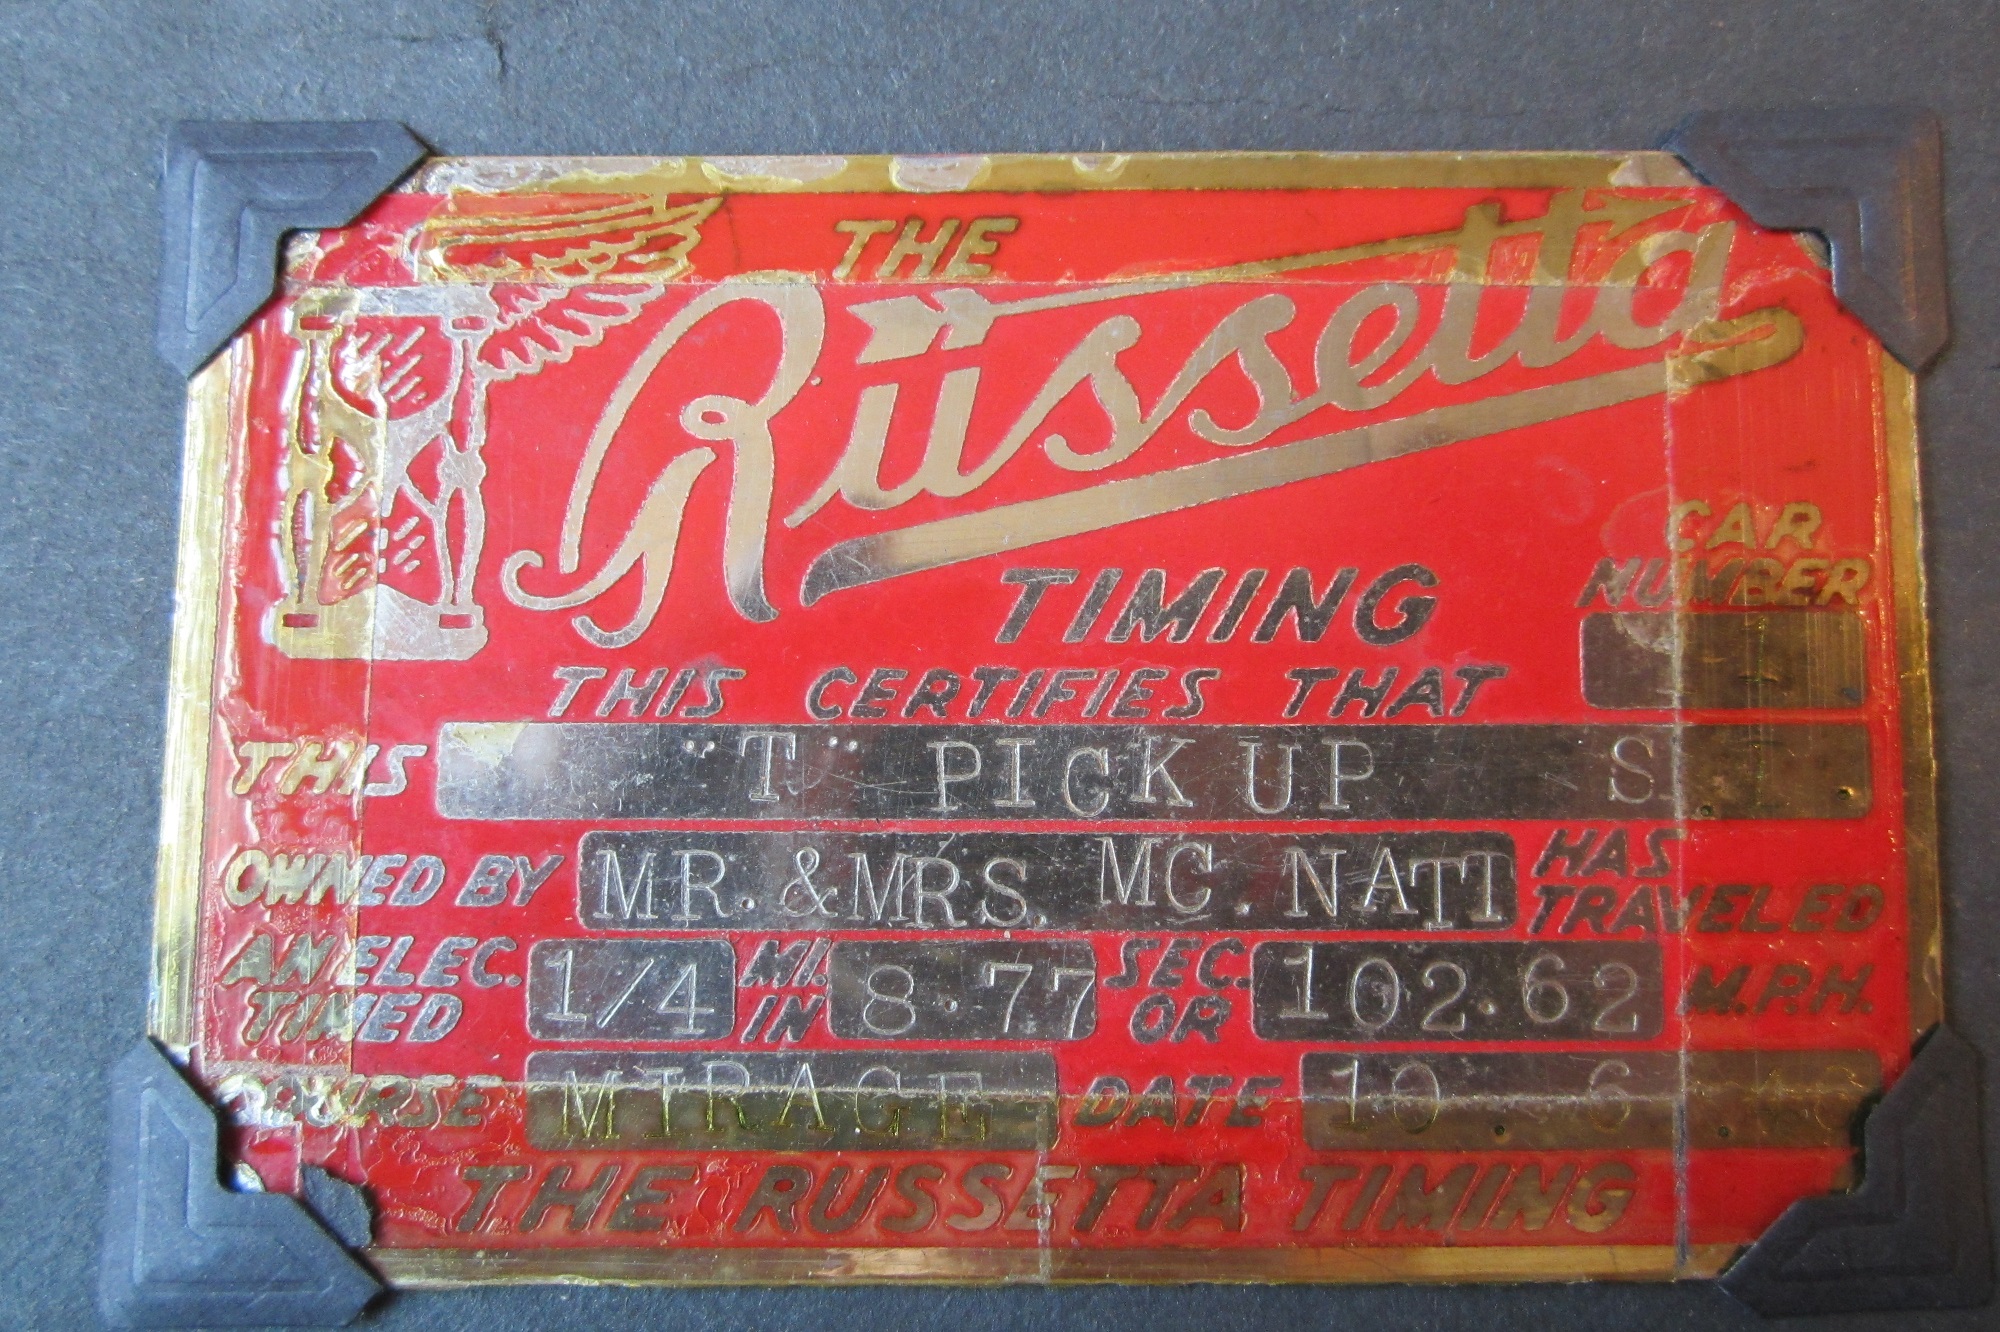 THE
Russetta
TIMING
CAR
NUMBER
THIS CERTIFIES THAT
THIS "T" PICK UP S
OWNED BY MR. & MRS. MC. NATT HAS
TRAVELED
AN ELEC.
TIMED 1/4 MI.
IN 8.77 SEC.
OR 102.62 M.P.H.
COURSE MIRAGE DATE 10 . 6 .
THE RUSSETTA TIMING